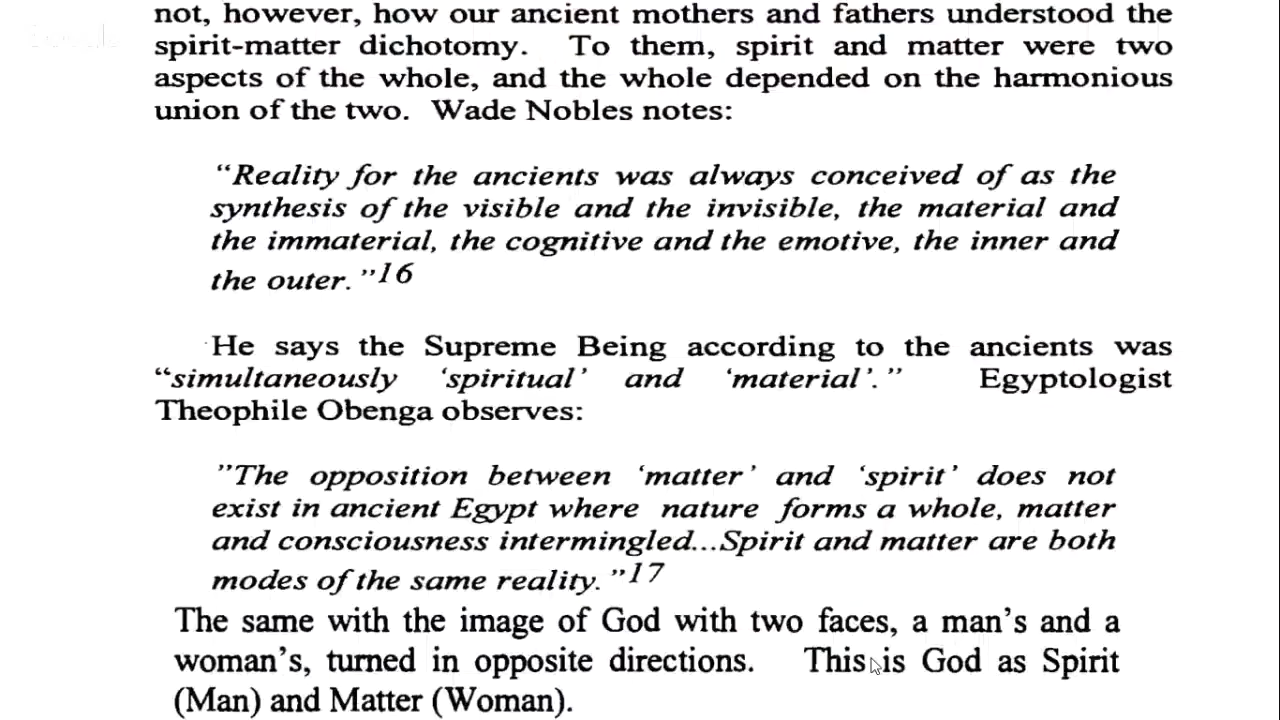 not, however, how our ancient mothers and fathers understood the
spirit-matter dichotomy. To them, spirit and matter were two
aspects of the whole, and the whole depended on the harmonious
union of the two. Wade Nobles notes:
“Reality for the ancients was always conceived of as the
synthesis of the visible and the invisible, the material and
the immaterial, the cognitive and the emotive, the inner and
the outer.”16
He says the Supreme Being according to the ancients was
“simultaneously ‘spiritual’ and ‘material’.” Egyptologist
Theophile Obenga observes:
”The opposition between ‘matter’ and ‘spirit’ does not
exist in ancient Egypt where nature forms a whole, matter
and consciousness intermingled...Spirit and matter are both
modes of the same reality.”17
The same with the image of God with two faces, a man’s and a
woman’s, turned in opposite directions. This is God as Spirit
(Man) and Matter (Woman).